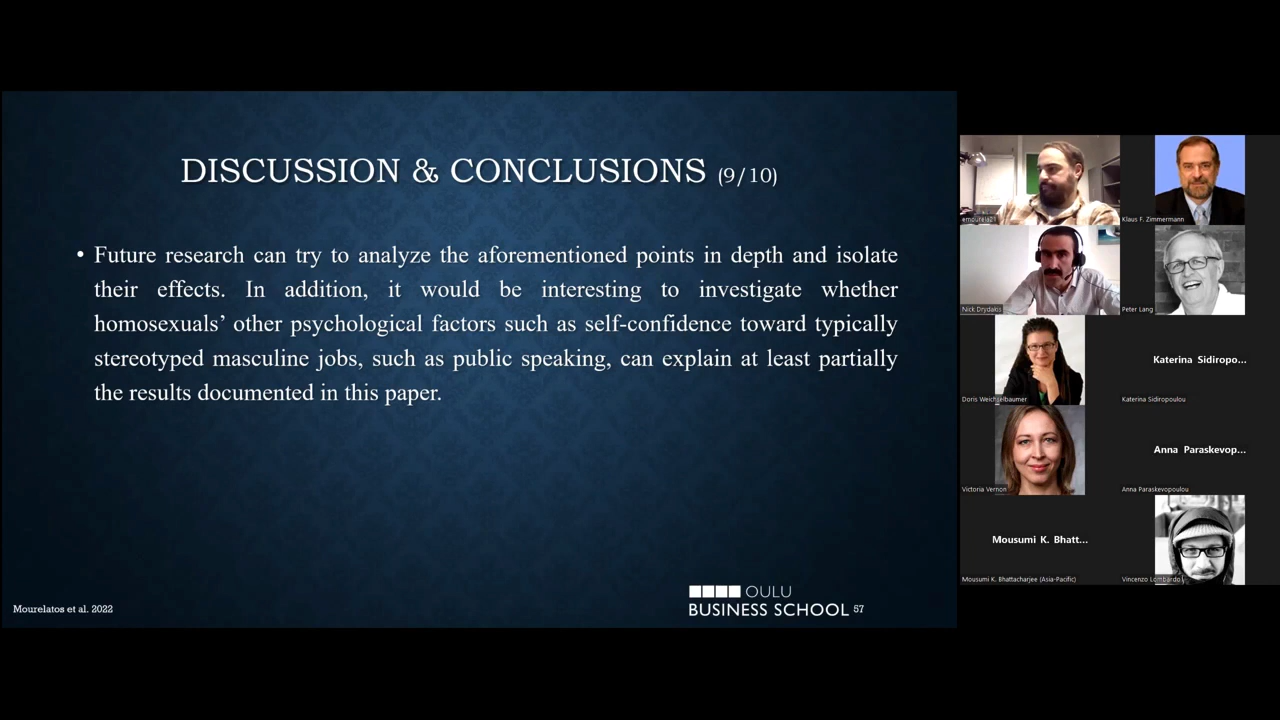 DISCUSSION & CONCLUSIONS (9/10)
• Future research can try to analyze the aforementioned points in depth and isolate
their effects. In addition, it would be interesting to investigate whether
homosexuals’ other psychological factors such as self-confidence toward typically
stereotyped masculine jobs, such as public speaking, can explain at least partially
the results documented in this paper.
Mourelatos et al. 2022
OULU
BUSINESS SCHOOL 57
emourela21
Klaus F. Zimmermann
Nick Drydakis
Peter Lang
Doris Weichselbaumer
Katerina Sidiropo...
Katerina Sidiropoulou
Victoria Vernon
Anna Paraskevop...
Anna Paraskevopoulou
Mousumi K. Bhatt...
Mousumi K. Bhattacharjee (Asia-Pacific)
Vincenzo Lombardo